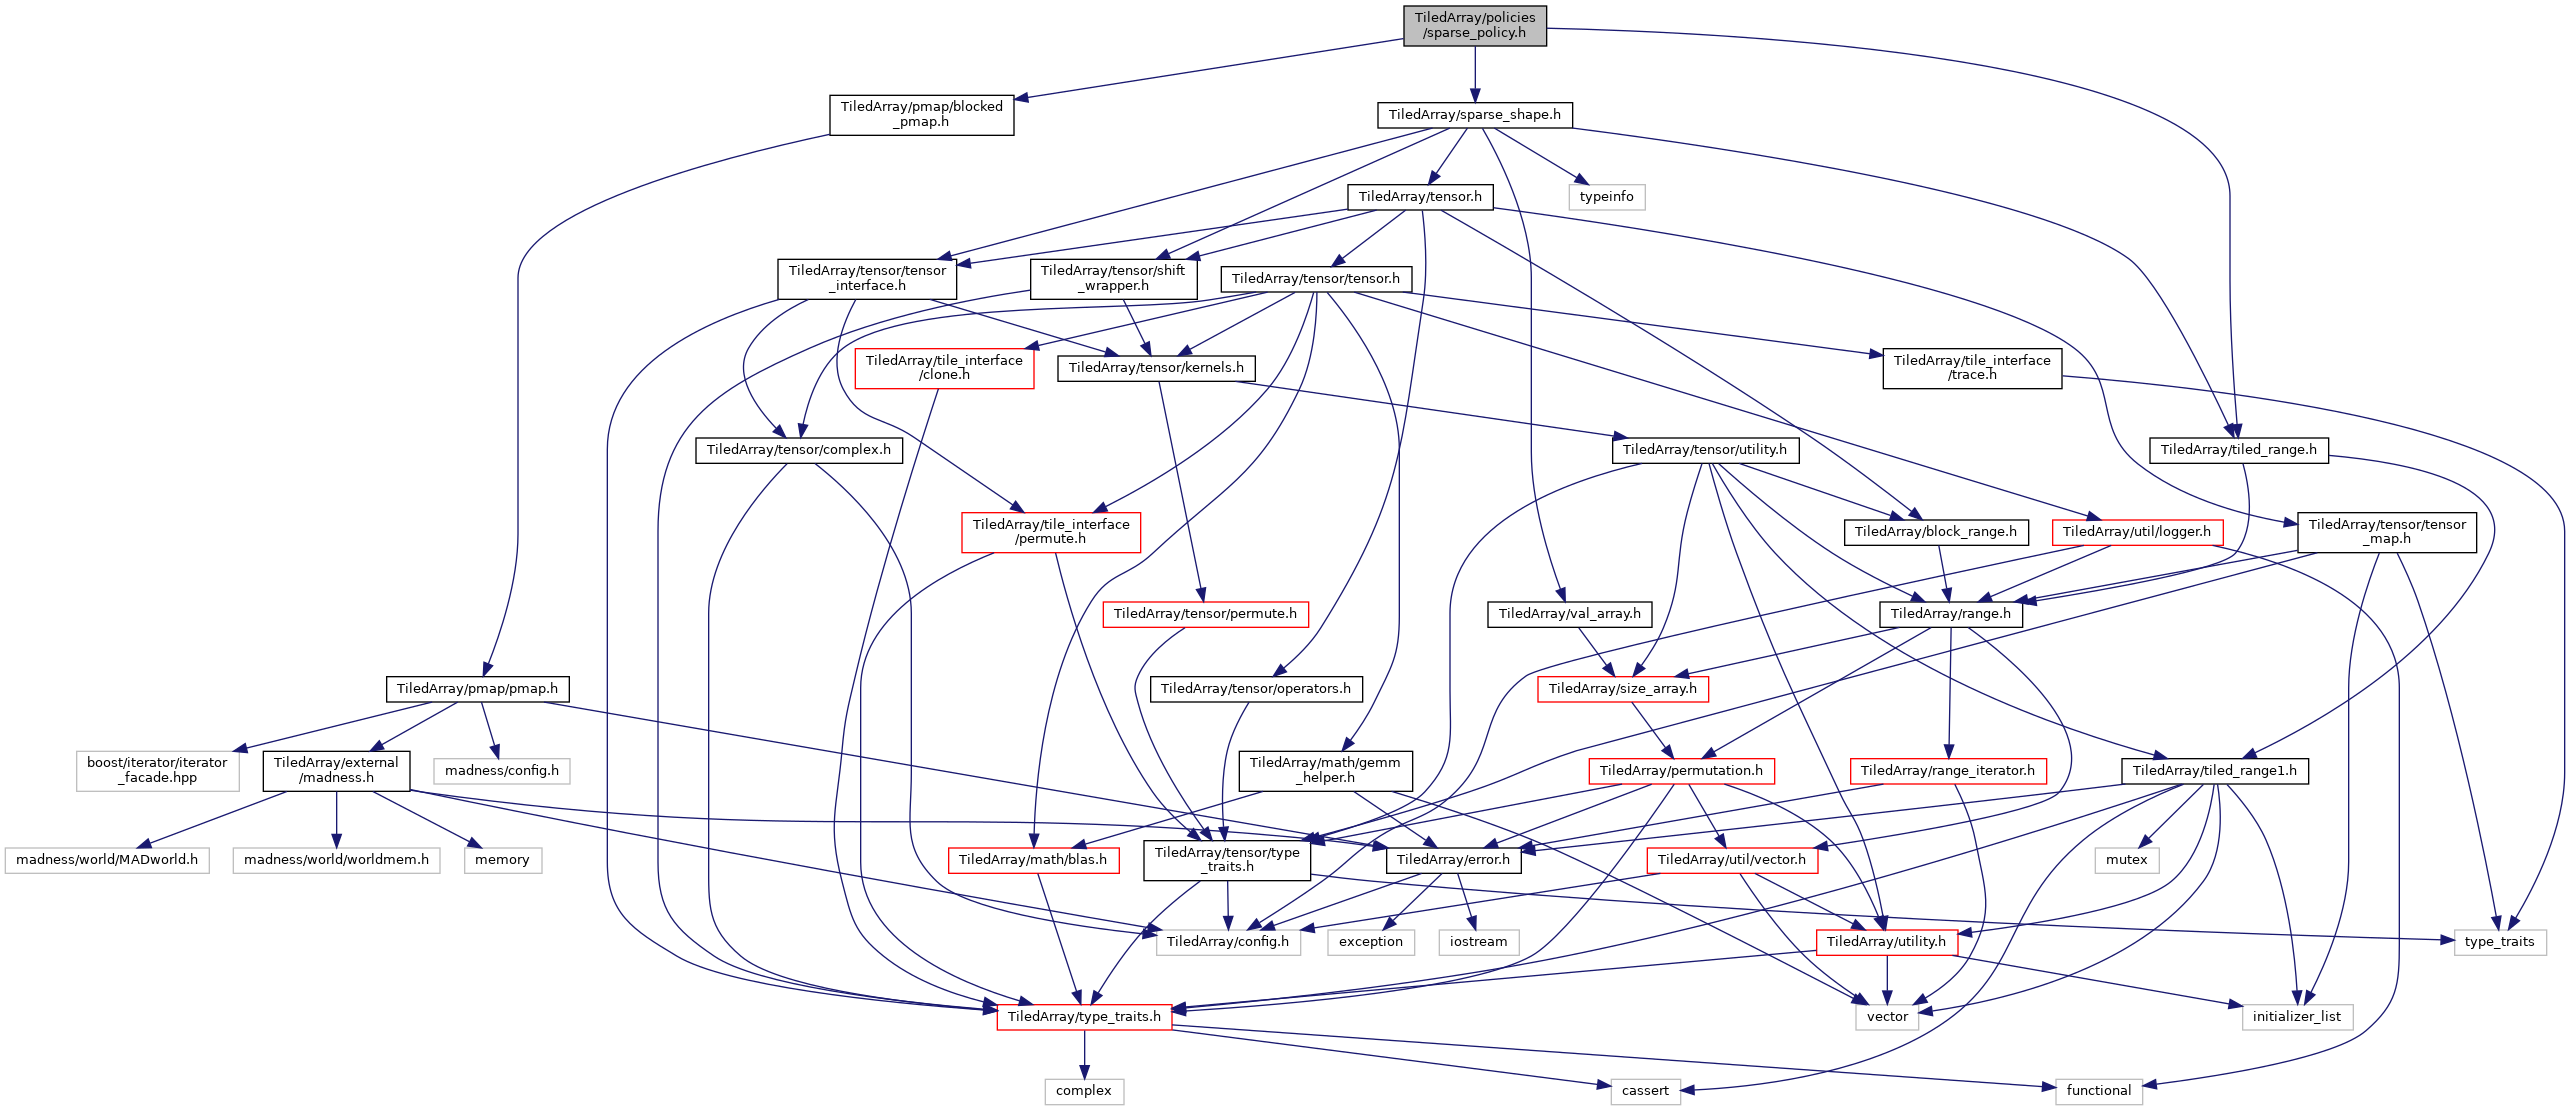 TiledArray/policies
/sparse_policy.h
TiledArray/pmap/blocked
_pmap.h
TiledArray/sparse_shape.h
TiledArray/tensor.h
typeinfo
TiledArray/tensor/tensor
_interface.h
TiledArray/tensor/shift
_wrapper.h
TiledArray/tensor/tensor.h
TiledArray/tile_interface
/clone.h
TiledArray/tensor/kernels.h
TiledArray/tile_interface
/trace.h
TiledArray/tensor/complex.h
TiledArray/tensor/utility.h
TiledArray/tiled_range.h
TiledArray/tile_interface
/permute.h
TiledArray/block_range.h
TiledArray/util/logger.h
TiledArray/tensor/tensor
_map.h
TiledArray/tensor/permute.h
TiledArray/val_array.h
TiledArray/range.h
TiledArray/pmap/pmap.h
TiledArray/tensor/operators.h
TiledArray/size_array.h
boost/iterator/iterator
_facade.hpp
TiledArray/external
/madness.h
madness/config.h
TiledArray/math/gemm
_helper.h
TiledArray/permutation.h
TiledArray/range_iterator.h
TiledArray/tiled_range1.h
madness/world/MADworld.h
madness/world/worldmem.h
memory
TiledArray/math/blas.h
TiledArray/tensor/type
_traits.h
TiledArray/error.h
TiledArray/util/vector.h
mutex
TiledArray/config.h
exception
iostream
TiledArray/utility.h
type_traits
TiledArray/type_traits.h
vector
initializer_list
complex
cassert
functional